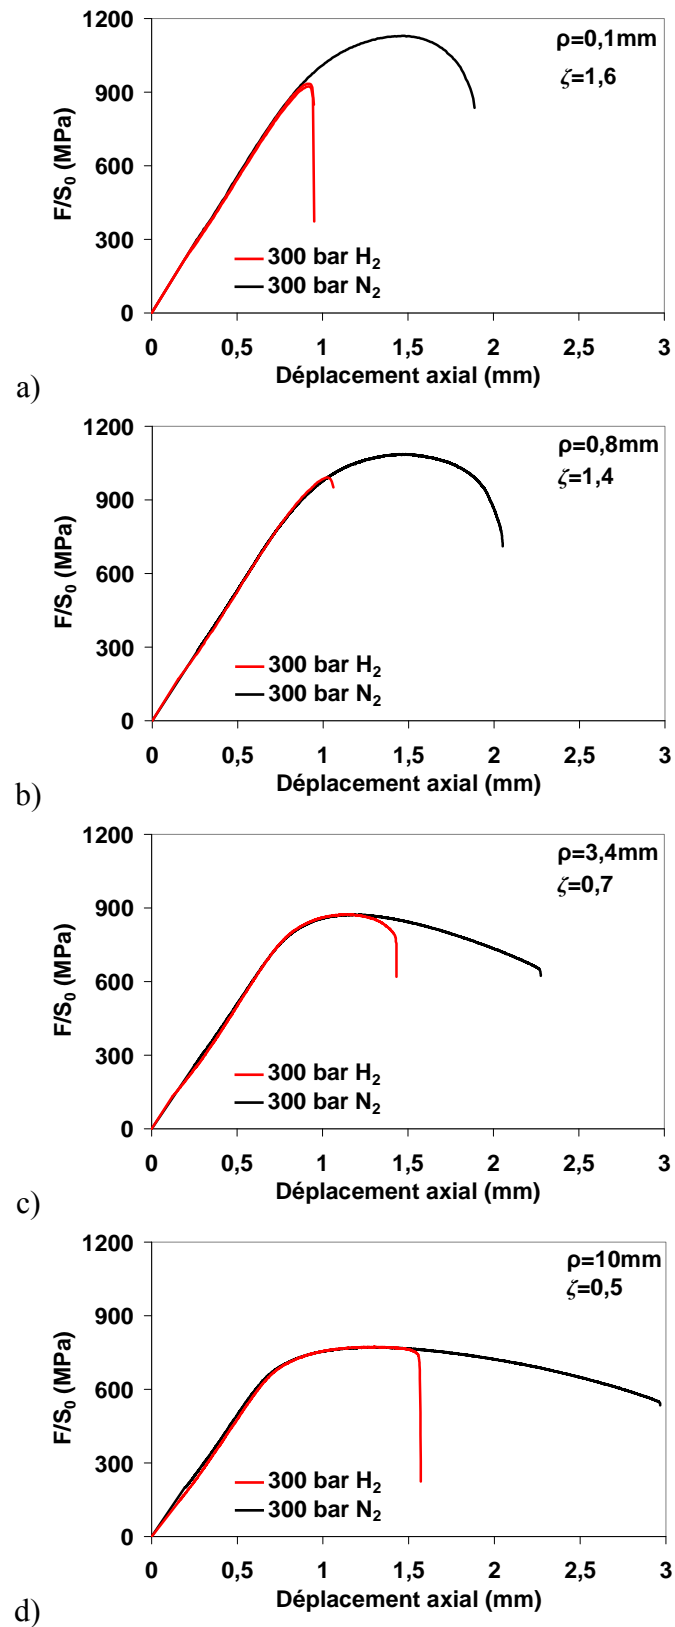 1200
900
600
300
0
F/S0 (MPa)
ρ=0,1mm
ζ=1,6
300 bar H2
300 bar N2
0 0,5 1 1,5 2 2,5 3
Déplacement axial (mm)
a)
1200
900
600
300
0
F/S0 (MPa)
ρ=0,8mm
ζ=1,4
300 bar H2
300 bar N2
0 0,5 1 1,5 2 2,5 3
Déplacement axial (mm)
b)
1200
900
600
300
0
F/S0 (MPa)
ρ=3,4mm
ζ=0,7
300 bar H2
300 bar N2
0 0,5 1 1,5 2 2,5 3
Déplacement axial (mm)
c)
1200
900
600
300
0
F/S0 (MPa)
ρ=10mm
ζ=0,5
300 bar H2
300 bar N2
0 0,5 1 1,5 2 2,5 3
Déplacement axial (mm)
d)